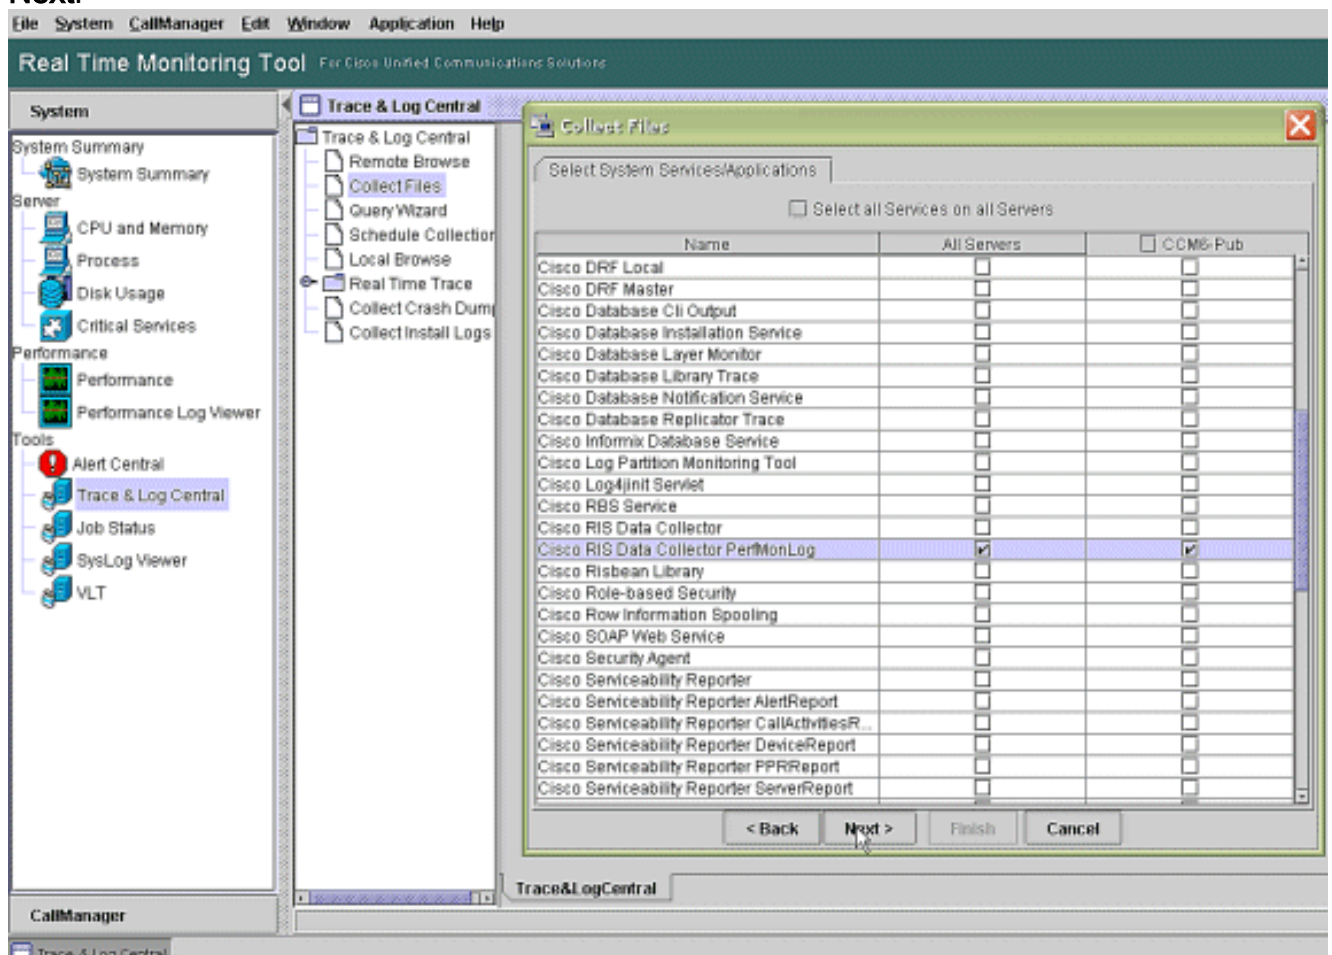 Next.
File System CallManager Edit Window Application Help
Real Time Monitoring Tool For Cisco Unified Communications Solutions
System
System Summary
System Summary
Server
CPU and Memory
Process
Disk Usage
Critical Services
Performance
Performance
Performance Log Viewer
Tools
Alert Central
Trace & Log Central
Job Status
SysLog Viewer
VLT
CallManager
Trace & Log Central
Trace & Log Central
Remote Browse
Collect Files
Query Wizard
Schedule Collection
Local Browse
Real Time Trace
Collect Crash Dump
Collect Install Logs
Collect Files
Select System Services/Applications
Select all Services on all Servers
Name All Servers CCM6-Pub
Cisco DRF Local
Cisco DRF Master
Cisco Database Cli Output
Cisco Database Installation Service
Cisco Database Layer Monitor
Cisco Database Library Trace
Cisco Database Notification Service
Cisco Database Replicator Trace
Cisco Informix Database Service
Cisco Log Partition Monitoring Tool
Cisco Log4jinit Servlet
Cisco RBS Service
Cisco RIS Data Collector
Cisco RIS Data Collector PerfMonLog
Cisco Risbean Library
Cisco Role-based Security
Cisco Row Information Spooling
Cisco SOAP Web Service
Cisco Security Agent
Cisco Serviceability Reporter
Cisco Serviceability Reporter AlertReport
Cisco Serviceability Reporter CallActivitiesR...
Cisco Serviceability Reporter DeviceReport
Cisco Serviceability Reporter PPRReport
Cisco Serviceability Reporter ServerReport
< Back Next > Finish Cancel
Trace&LogCentral
Trace & Log Central